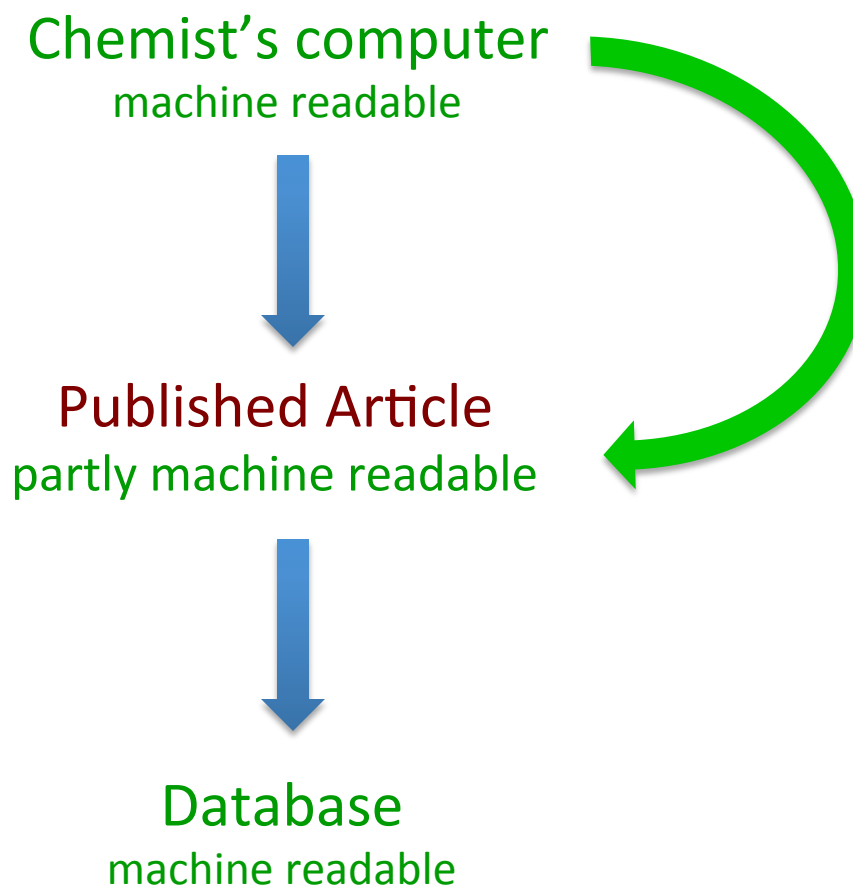 Chemist’s computer
machine readable
Published Article
partly machine readable
Database
machine readable